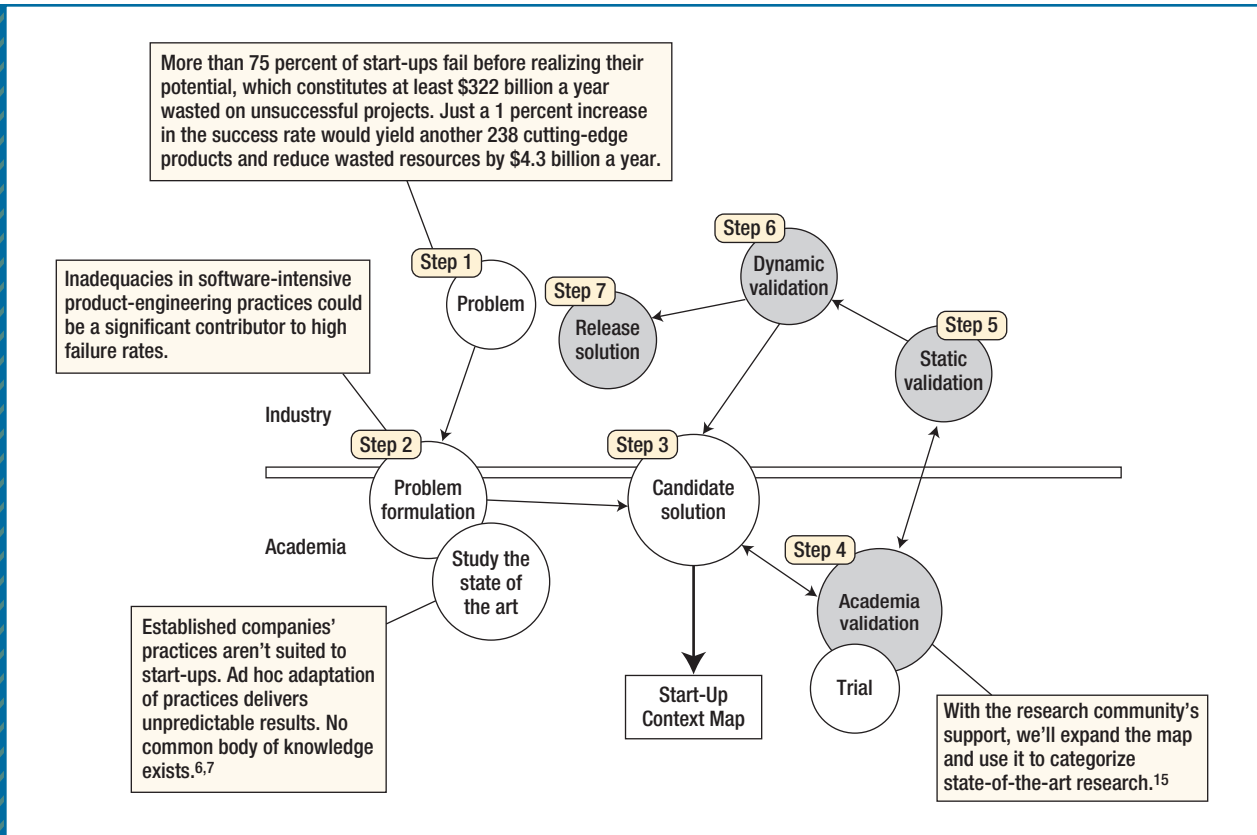 More than 75 percent of start-ups fail before realizing their
potential, which constitutes at least $322 billion a year
wasted on unsuccessful projects. Just a 1 percent increase
in the success rate would yield another 238 cutting-edge
products and reduce wasted resources by $4.3 billion a year.
Step 1
Problem
Inadequacies in software-intensive
product-engineering practices could
be a significant contributor to high
failure rates.
Step 6
Dynamic
validation
Step 7
Release
solution
Step 5
Static
validation
Industry
Step 2
Problem
formulation
Step 3
Candidate
solution
Academia
Study the
state of
the art
Step 4
Academia
validation
Trial
Established companies'
practices aren't suited to
start-ups. Ad hoc adaptation
of practices delivers
unpredictable results. No
common body of knowledge
exists.6,7
Start-Up
Context Map
With the research community's
support, we'll expand the map
and use it to categorize
state-of-the-art research.15